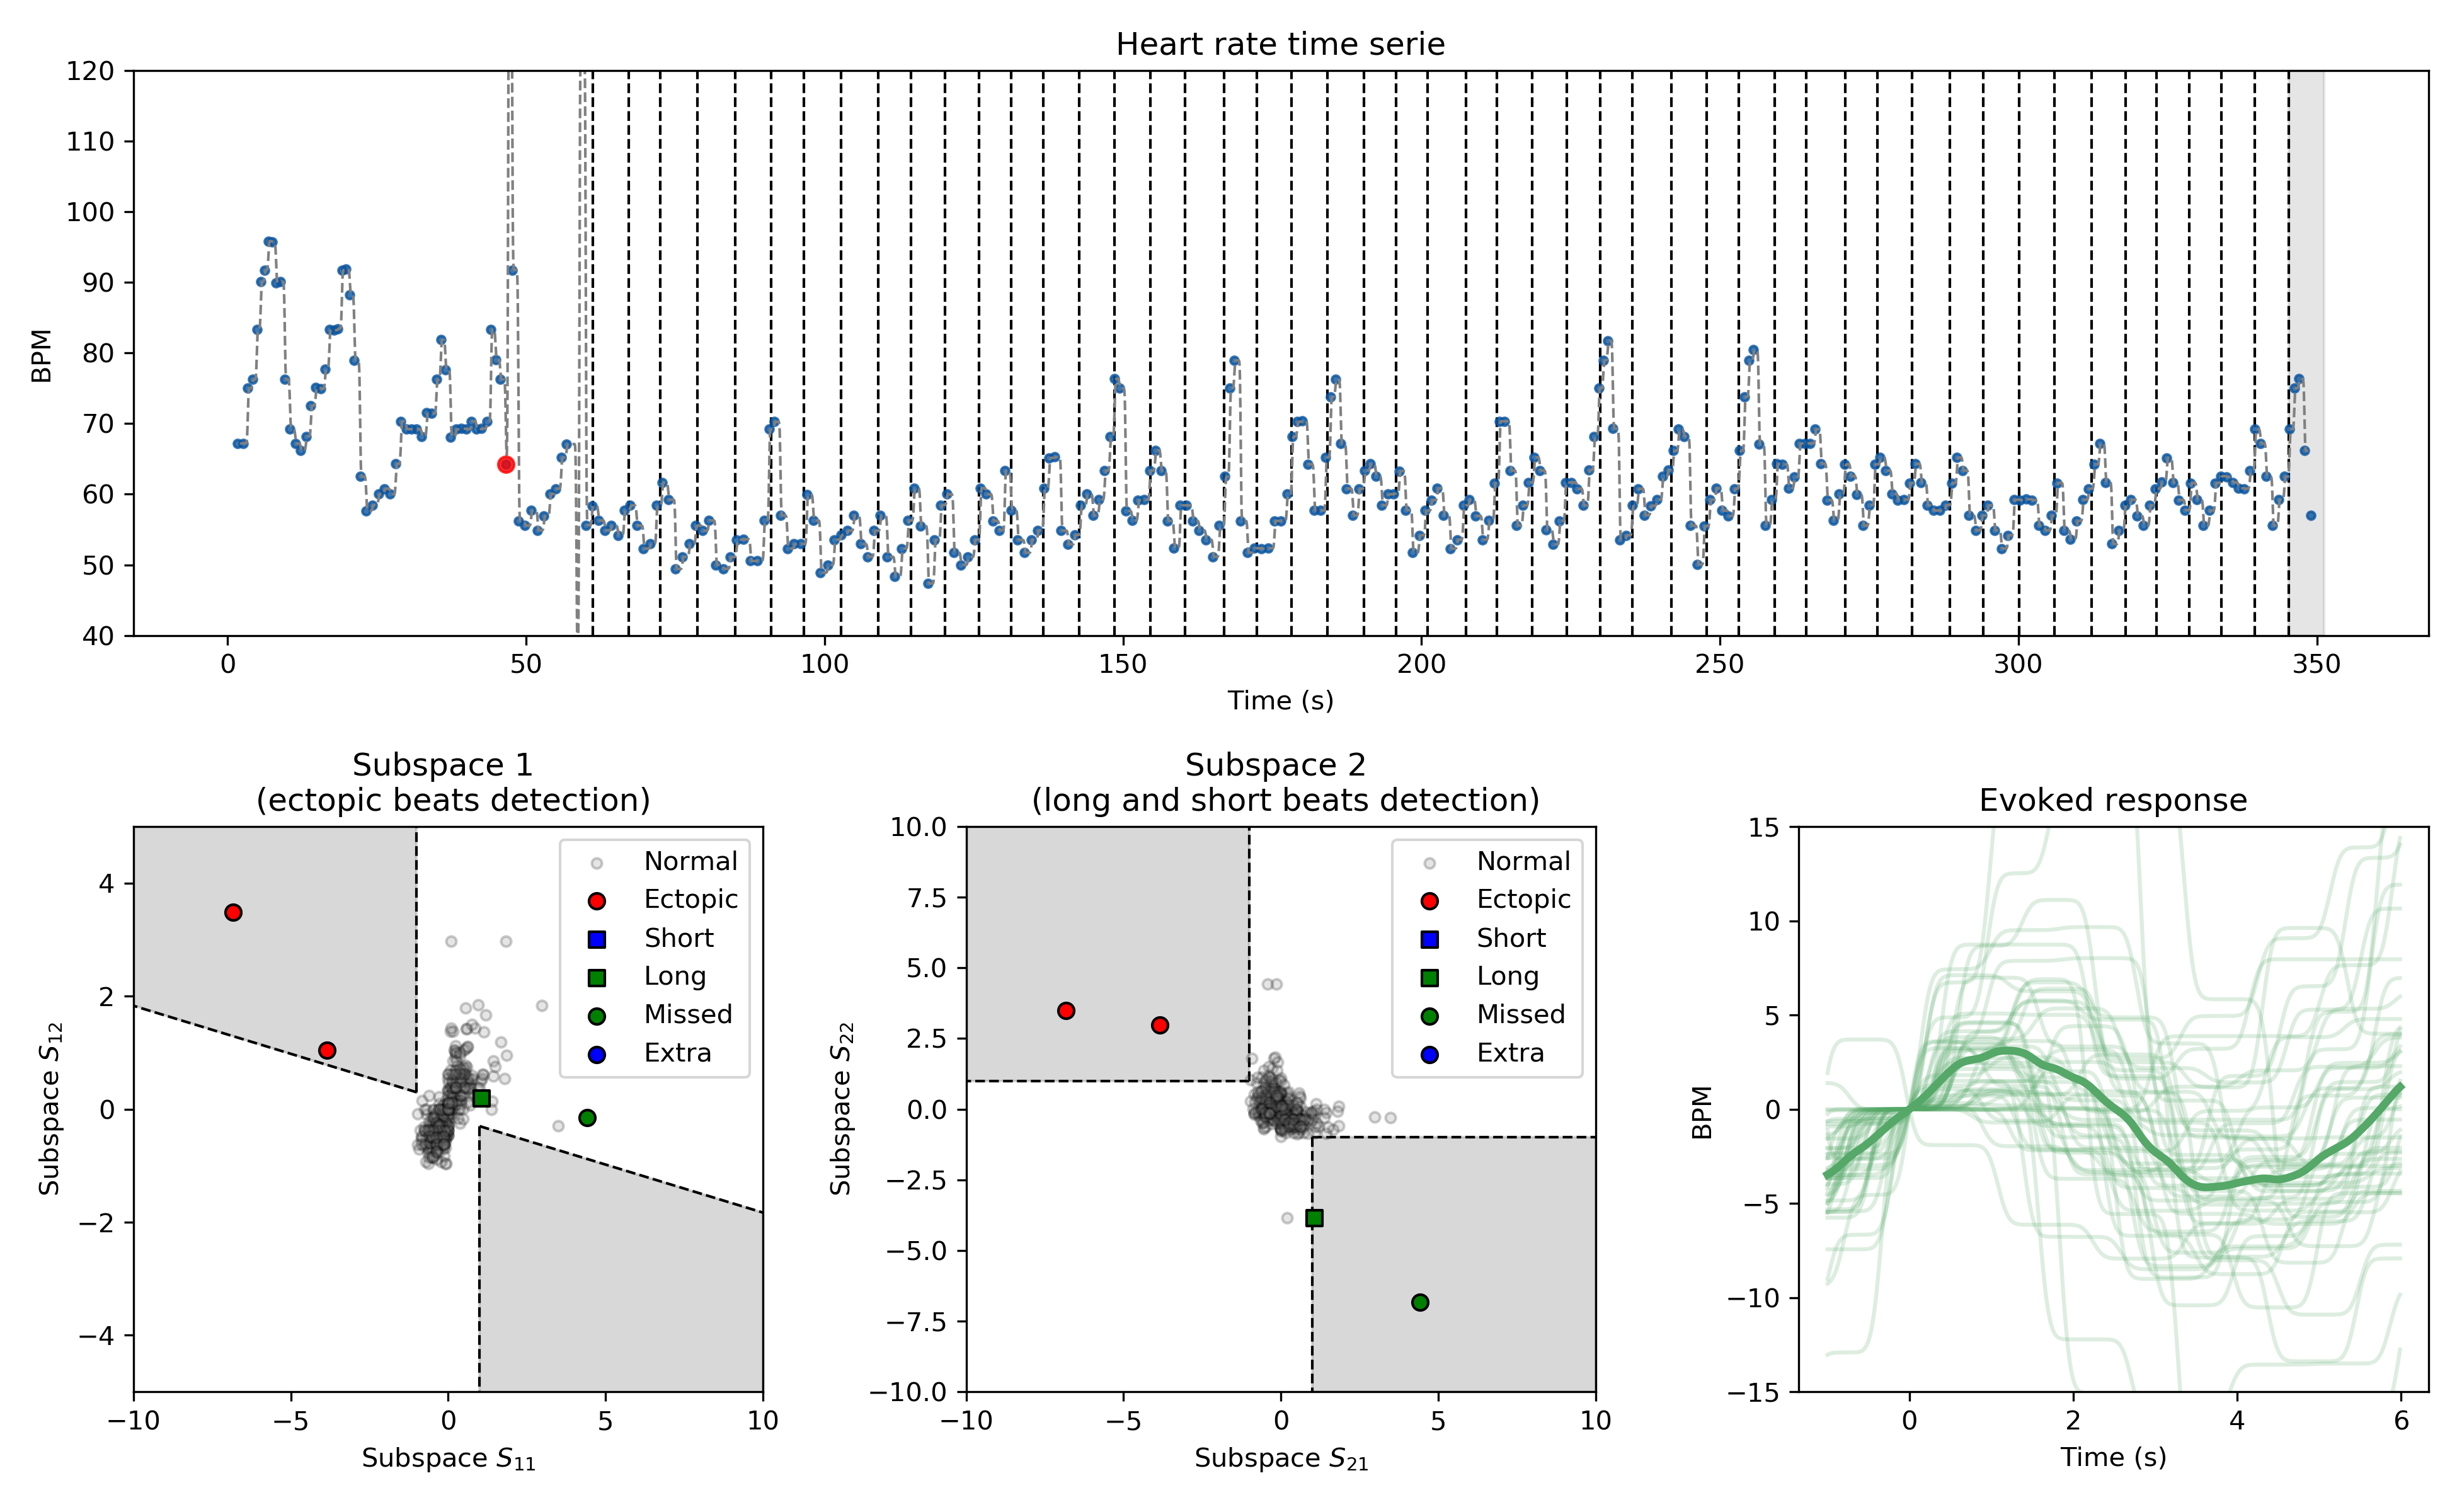 Heart rate time serie
120
110
100
90
80
70
60
50
40
BPM
0 50 100 150 200 250 300 350
Time (s)
Subspace 1
(ectopic beats detection)
4
2
0
−2
−4
Subspace S12
−10 −5 0 5 10
Subspace S11
Normal
Ectopic
Short
Long
Missed
Extra
Subspace 2
(long and short beats detection)
10.0
7.5
5.0
2.5
0.0
−2.5
−5.0
−7.5
−10.0
Subspace S22
−10 −5 0 5 10
Subspace S21
Normal
Ectopic
Short
Long
Missed
Extra
Evoked response
15
10
5
0
−5
−10
−15
BPM
0 2 4 6
Time (s)